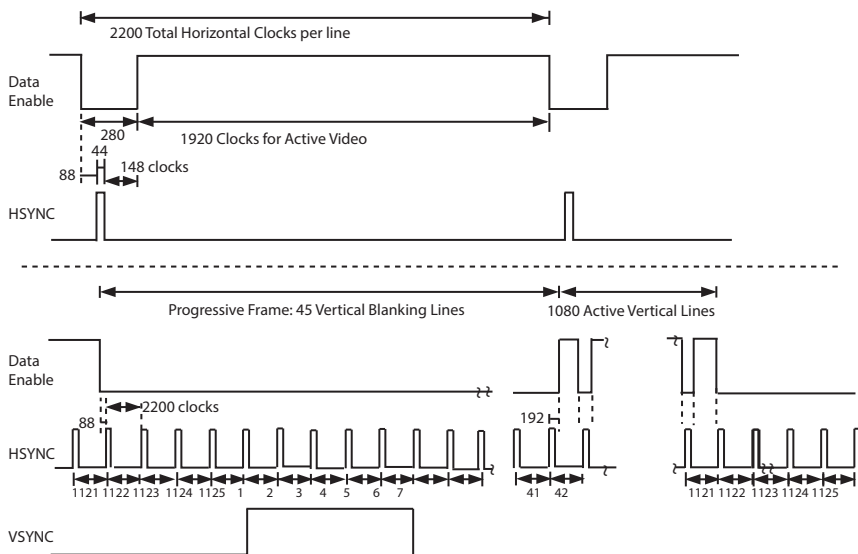 2200 Total Horizontal Clocks per line
Data
Enable
280
1920 Clocks for Active Video
44
88
148 clocks
HSYNC
Progressive Frame: 45 Vertical Blanking Lines
1080 Active Vertical Lines
Data
Enable
2200 clocks
88
192
HSYNC
1121 1122 1123 1124 1125 1 2 3 4 5 6 7 41 42 1121 1122 1123 1124 1125
VSYNC